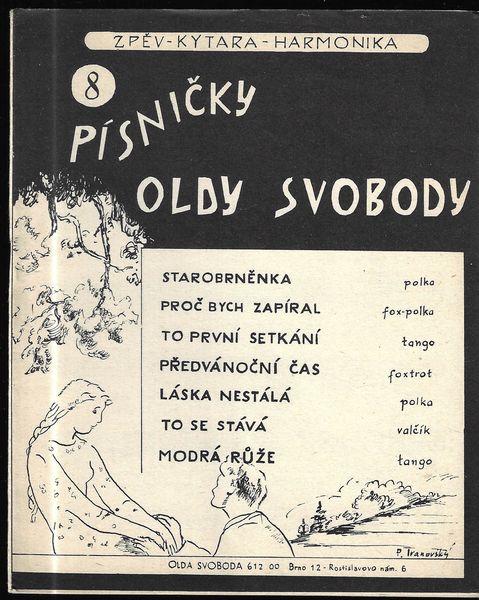 ZPĚV-KYTARA-HARMONIKA
8
PÍSNIČKY
OLDY SVOBODY
STAROBRNĚNKA polka
PROČ BYCH ZAPÍRAL fox-polka
TO PRVNÍ SETKÁNÍ tango
PŘEDVÁNOČNÍ ČAS foxtrot
LÁSKA NESTÁLÁ polka
TO SE STÁVÁ valčík
MODRÁ RŮŽE tango
P. Ivanovský
OLDA SVOBODA 612 00 Brno 12 - Rostislavovo nám. 6